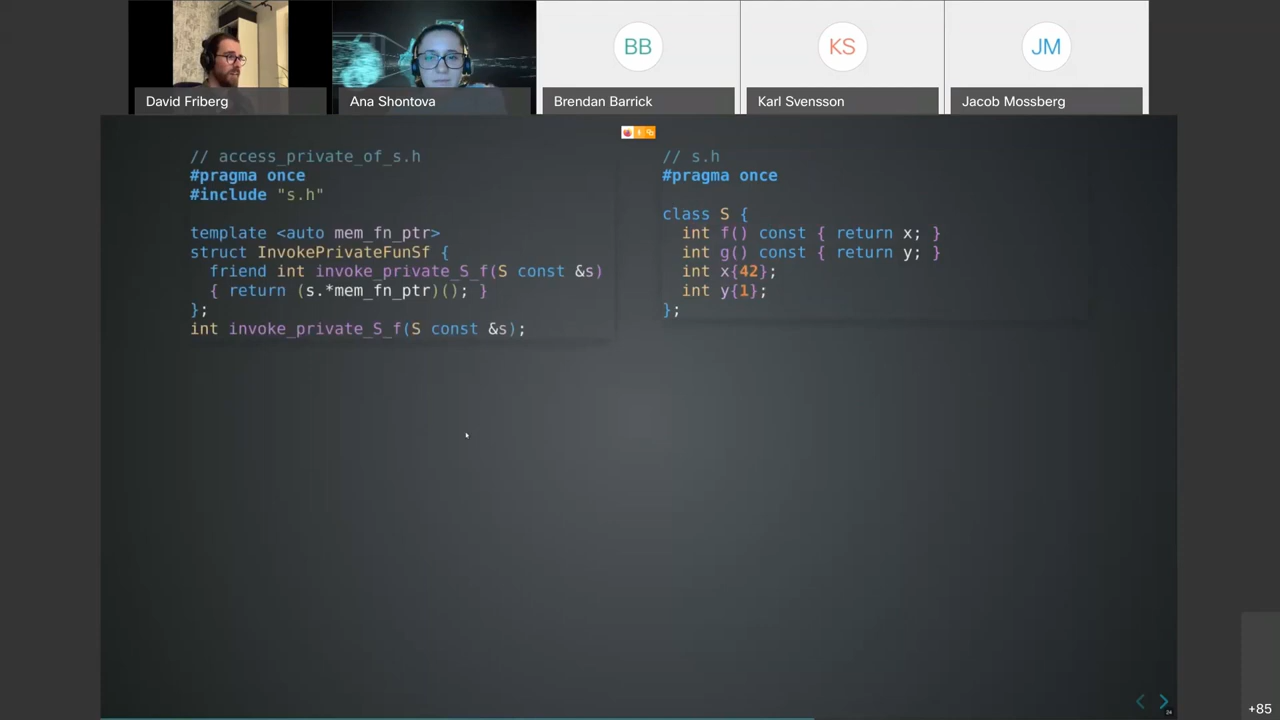 BB
KS
JM
David Friberg
Ana Shontova
Brendan Barrick
Karl Svensson
Jacob Mossberg
// access_private_of_s.h
#pragma once
#include "s.h"
template <auto mem_fn_ptr>
struct InvokePrivateFunSf {
friend int invoke_private_S_f(S const &s)
{ return (s.*mem_fn_ptr)(); }
};
int invoke_private_S_f(S const &s);
// s.h
#pragma once
class S {
int f() const { return x; }
int g() const { return y; }
int x{42};
int y{1};
};
24
+85